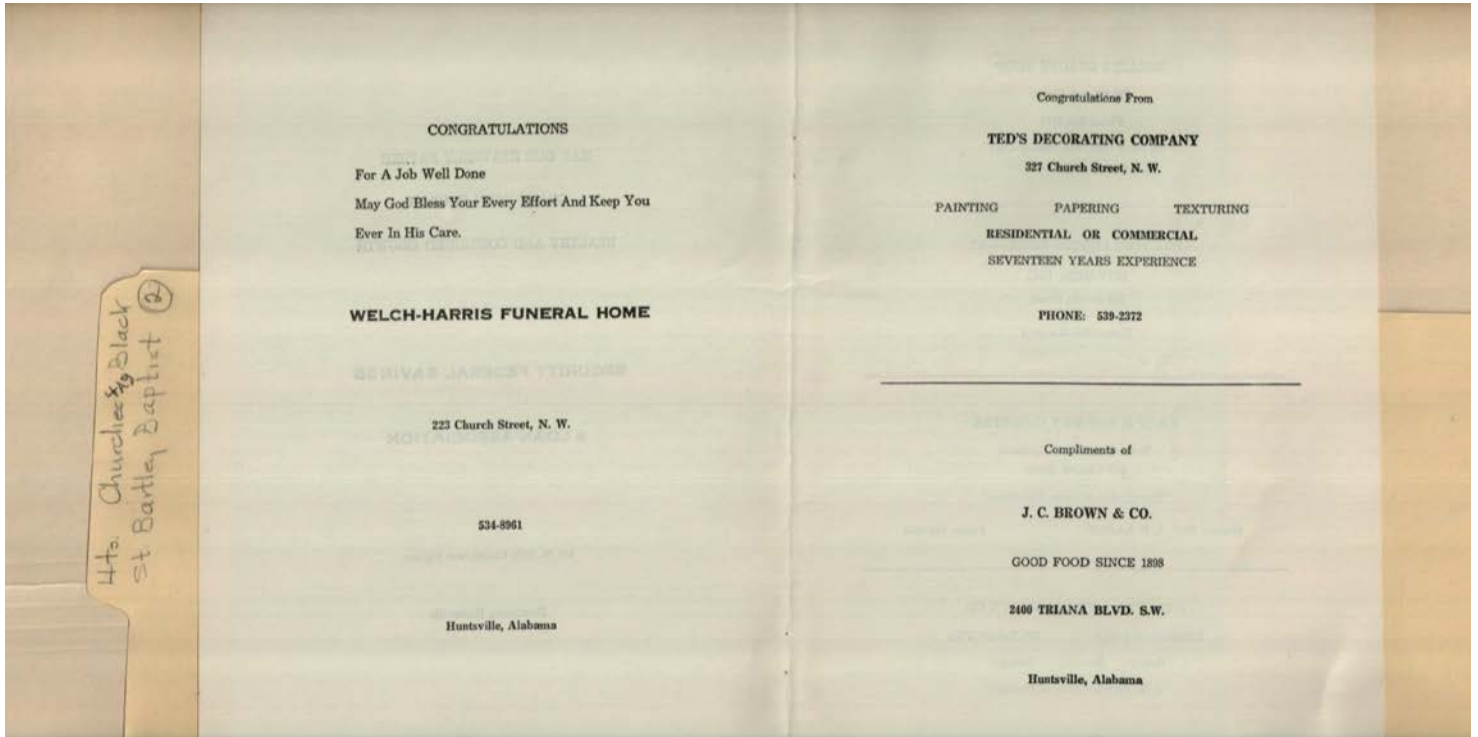 Hto. Churches Black
St. Bartley Baptist 2
CONGRATULATIONS
For A Job Well Done
May God Bless Your Every Effort And Keep You
Ever In His Care.
WELCH-HARRIS FUNERAL HOME
223 Church Street, N. W.
534-8961
Huntsville, Alabama
Congratulations From
TED'S DECORATING COMPANY
327 Church Street, N. W.
PAINTING PAPERING TEXTURING
RESIDENTIAL OR COMMERCIAL
SEVENTEEN YEARS EXPERIENCE
PHONE: 539-2372
Compliments of
J. C. BROWN & CO.
GOOD FOOD SINCE 1898
2400 TRIANA BLVD. S.W.
Huntsville, Alabama